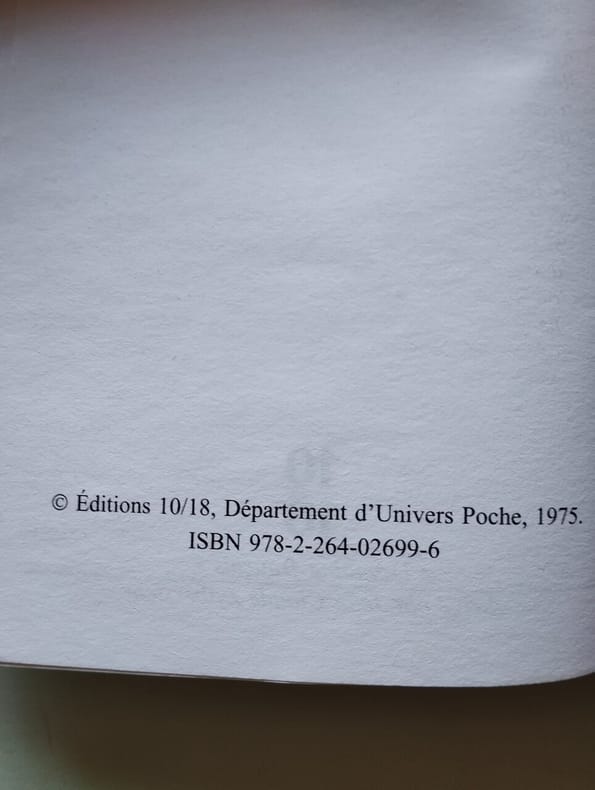 © Éditions 10/18, Département d’Univers Poche, 1975.
ISBN 978-2-264-02699-6